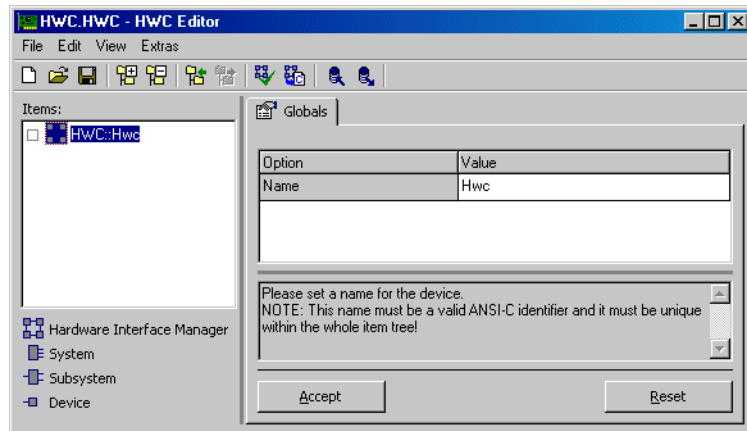 HWC.HWC - HWC Editor
File Edit View Extras
Items:
HWC::Hwc
Hardware Interface Manager
System
Subsystem
Device
Globals
Option Value
Name Hwc
Please set a name for the device.
NOTE: This name must be a valid ANSI-C identifier and it must be unique
within the whole item tree!
Accept Reset